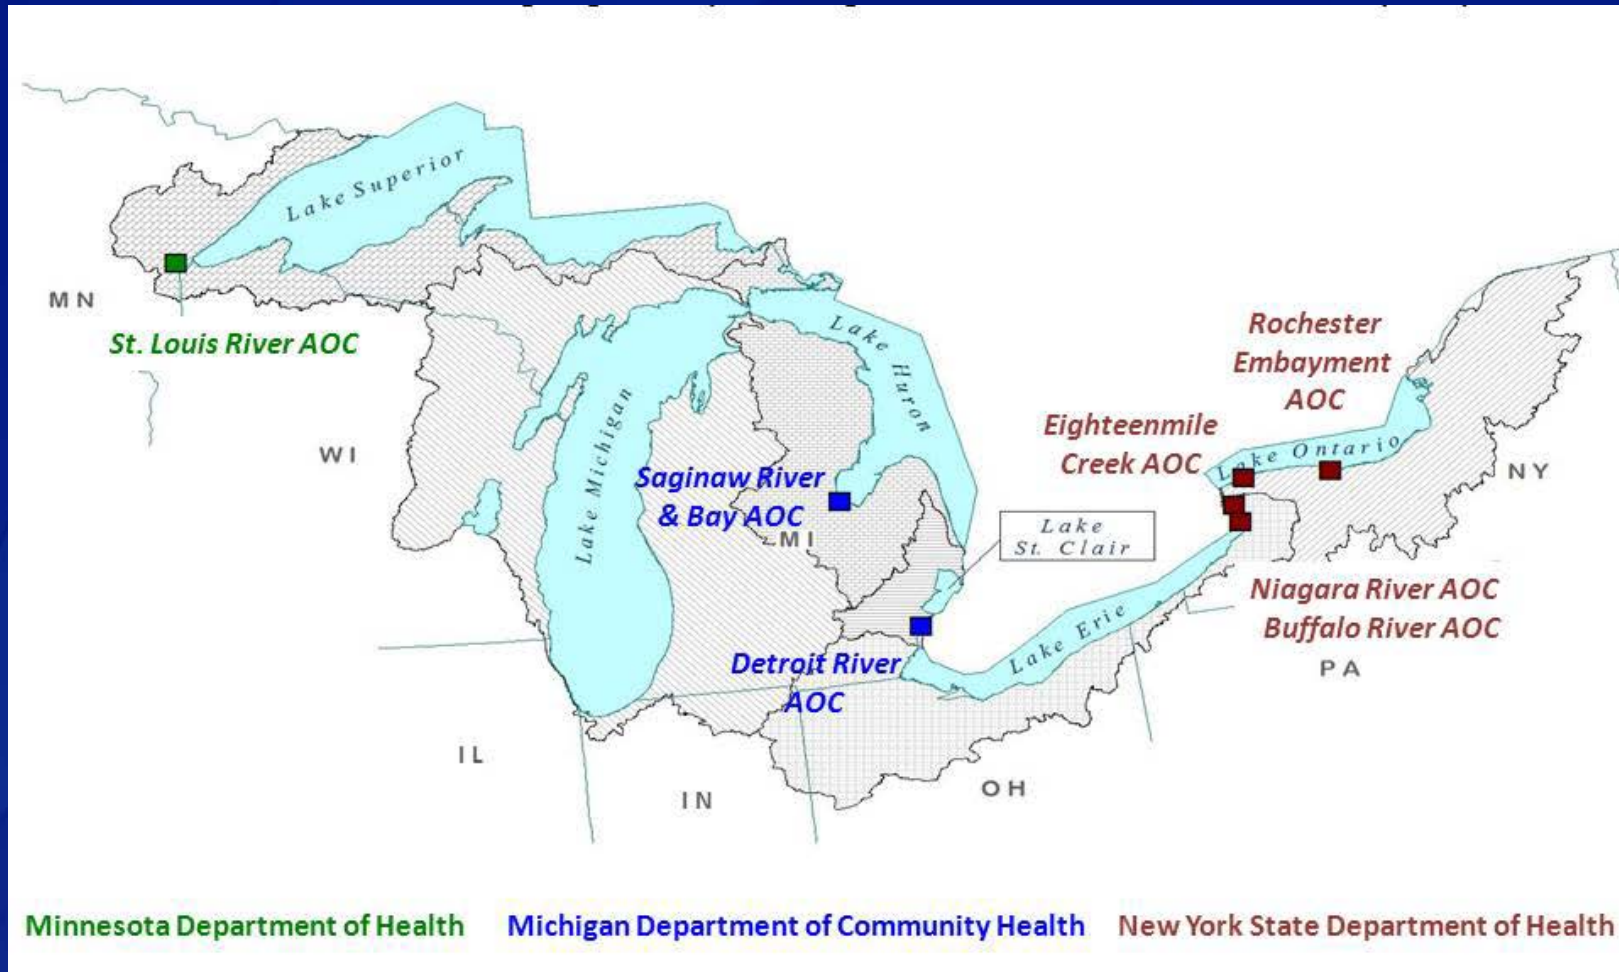 Lake Superior
MN
St. Louis River AOC
WI
Lake Michigan
Lake Huron
Saginaw River
& Bay AOC
MI
Lake
St. Clair
Detroit River
AOC
Lake Erie
Rochester
Embayment
AOC
Eighteenmile
Creek AOC
Lake Ontario
NY
Niagara River AOC
Buffalo River AOC
PA
IL
IN
OH
Minnesota Department of Health
Michigan Department of Community Health
New York State Department of Health